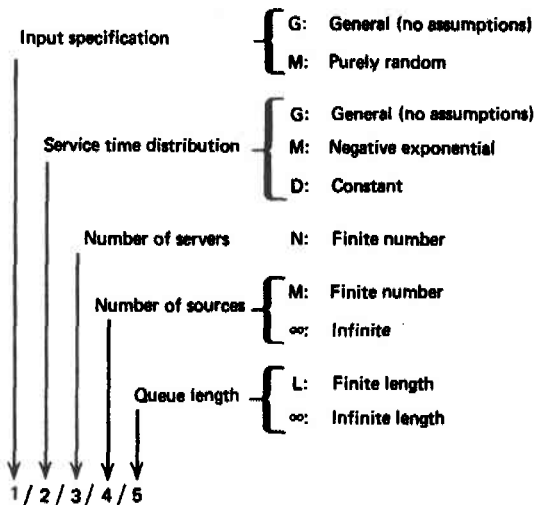 G: General (no assumptions)
Input specification
M: Purely random
G: General (no assumptions)
Service time distribution M: Negative exponential
D: Constant
Number of servers N: Finite number
M: Finite number
Number of sources
∞: Infinite
L: Finite length
Queue length
∞: Infinite length
1 / 2 / 3 / 4 / 5